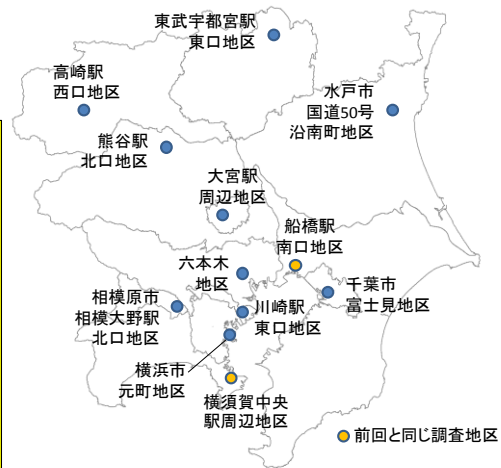 東武宇都宮駅
東口地区
高崎駅
西口地区
水戸市
国道50号
沿南町地区
熊谷駅
北口地区
大宮駅
周辺地区
船橋駅
南口地区
六本木
地区
千葉市
富士見地区
相模原市
相模大野駅
北口地区
川崎駅
東口地区
横浜市
元町地区
横須賀中央
駅周辺地区
前回と同じ調査地区